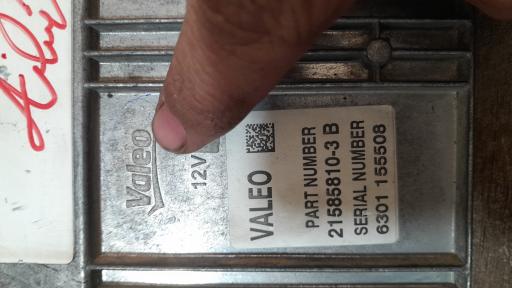 Valeo
12V
VALEO
PART NUMBER
21585810-3 B
SERIAL NUMBER
6301 155508